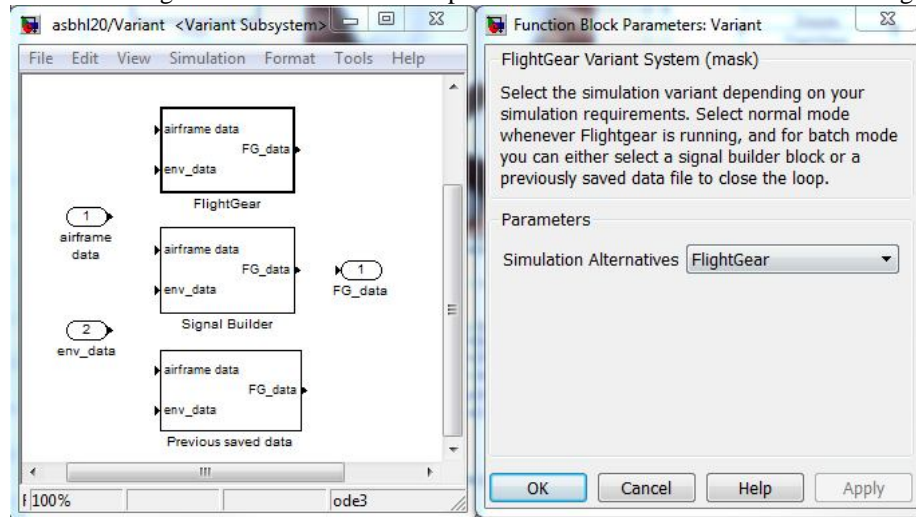 asbhl20/Variant <Variant Subsystem>
File Edit View Simulation Format Tools Help
airframe data
FG_data
env_data
FlightGear
1
airframe
data
airframe data
FG_data
env_data
1
FG_data
Signal Builder
2
env_data
airframe data
FG_data
env_data
Previous saved data
100%
ode3
Function Block Parameters: Variant
FlightGear Variant System (mask)
Select the simulation variant depending on your
simulation requirements. Select normal mode
whenever Flightgear is running, and for batch mode
you can either select a signal builder block or a
previously saved data file to close the loop.
Parameters
Simulation Alternatives FlightGear
OK Cancel Help Apply